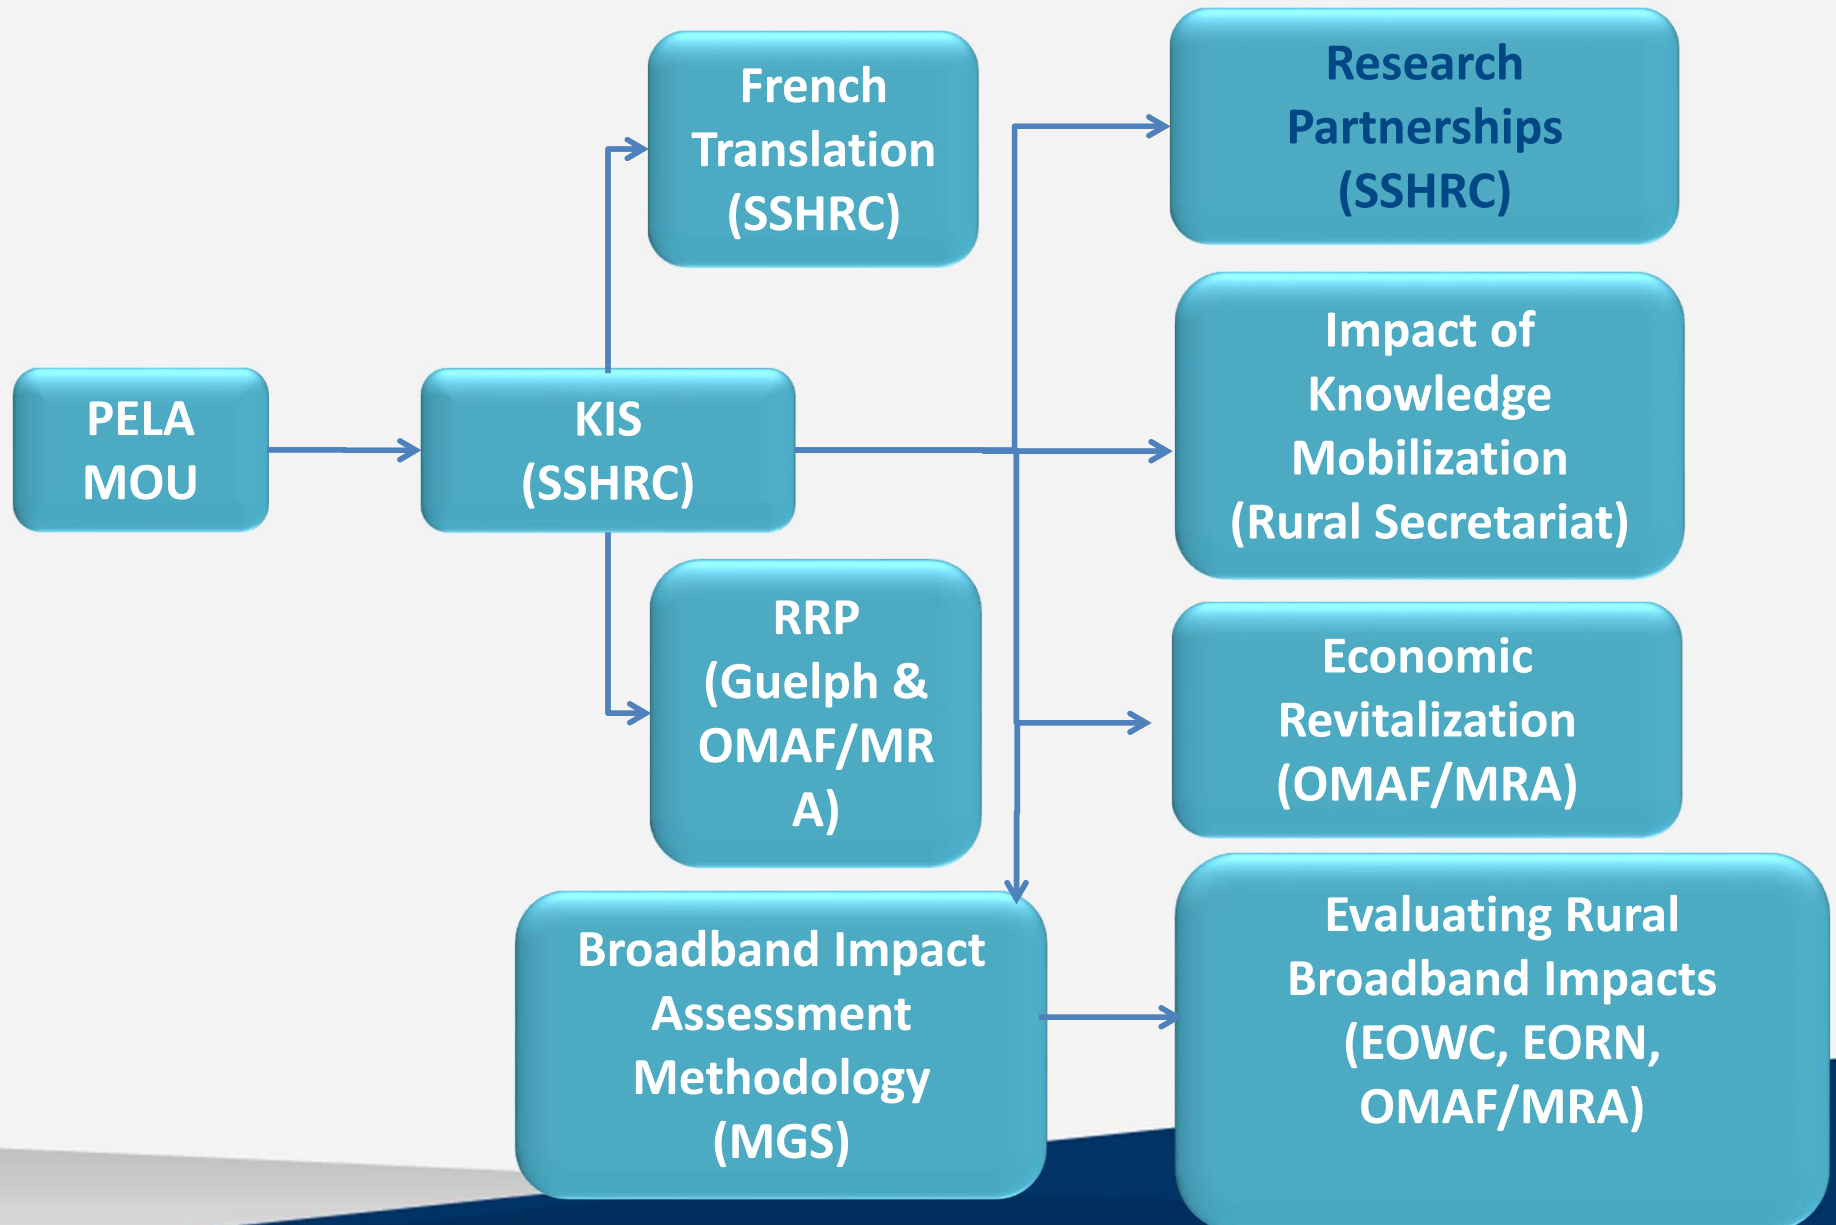 PELA
MOU
KIS
(SSHRC)
French
Translation
(SSHRC)
RRP
(Guelph &
OMAF/MR
A)
Broadband Impact
Assessment
Methodology
(MGS)
Research
Partnerships
(SSHRC)
Impact of
Knowledge
Mobilization
(Rural Secretariat)
Economic
Revitalization
(OMAF/MRA)
Evaluating Rural
Broadband Impacts
(EOWC, EORN,
OMAF/MRA)